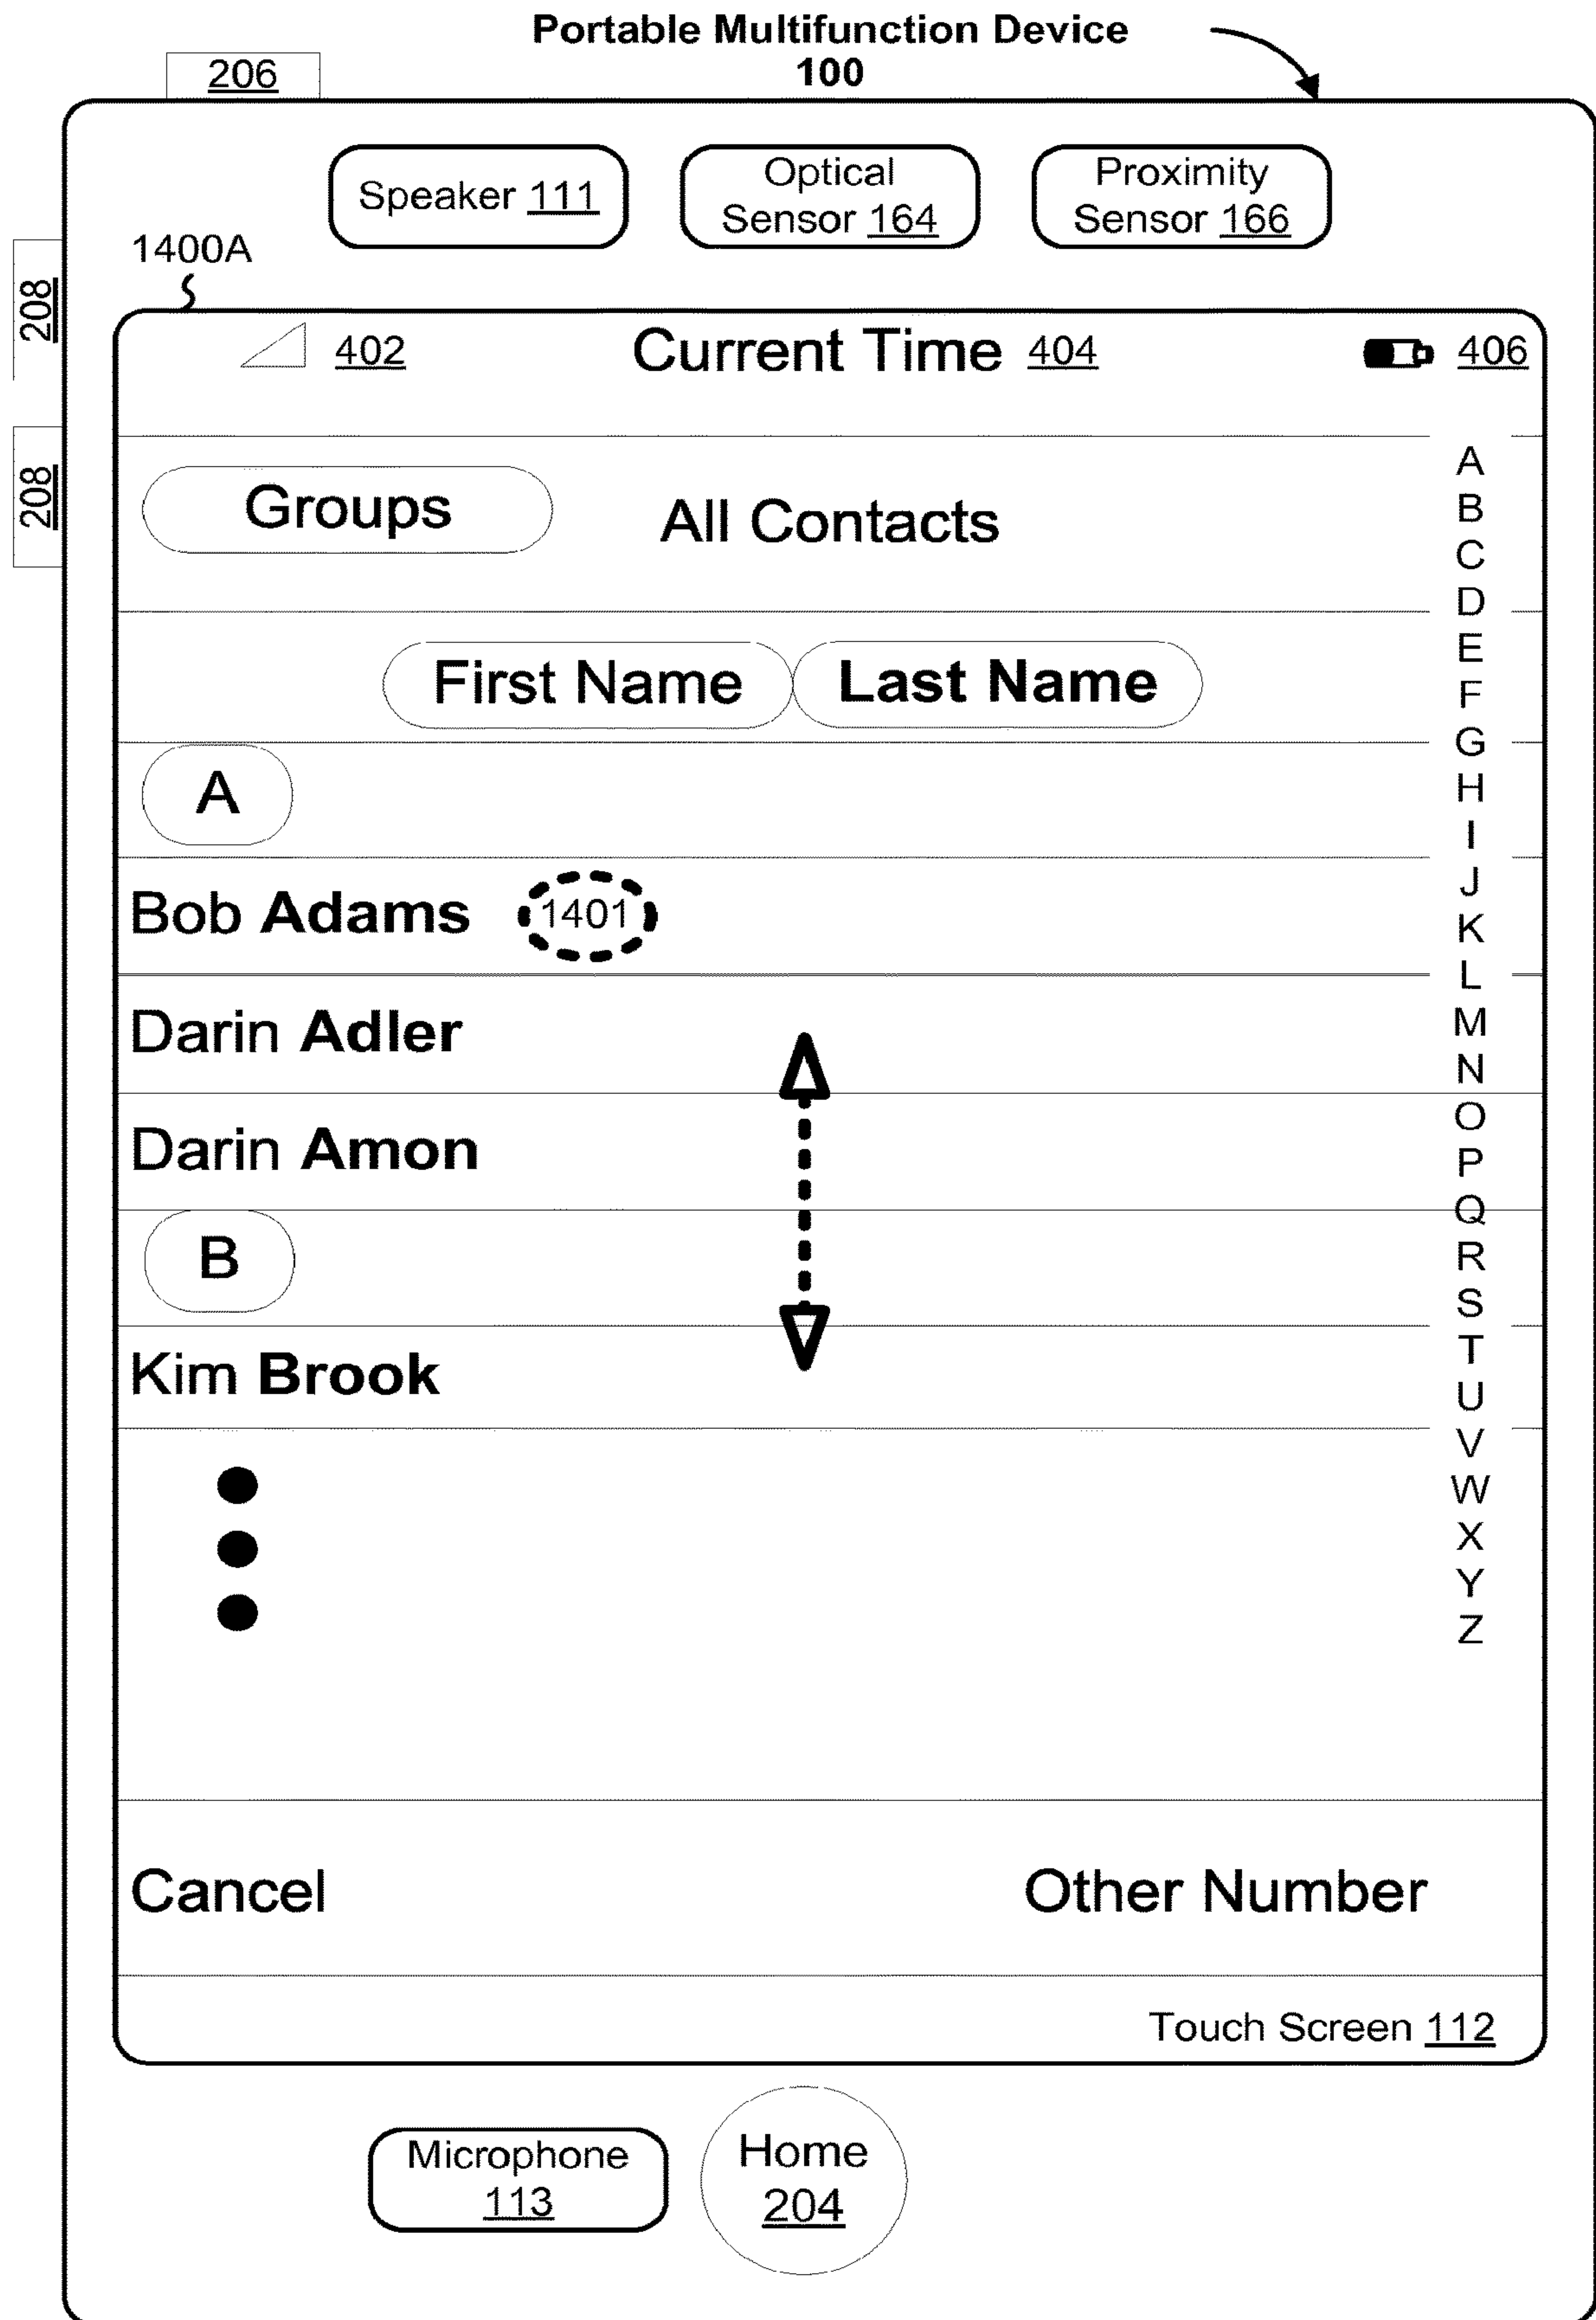 Portable Multifunction Device
100
206
Speaker 111
Optical
Sensor 164
Proximity
Sensor 166
1400A
208
208
402
Current Time 404
406
Groups
All Contacts
First Name
Last Name
A
Bob Adams
1401
Darin Adler
Darin Amon
B
Kim Brook
A
B
C
D
E
F
G
H
I
J
K
L
M
N
O
P
Q
R
S
T
U
V
W
X
Y
Z
Cancel
Other Number
Touch Screen 112
Microphone
113
Home
204